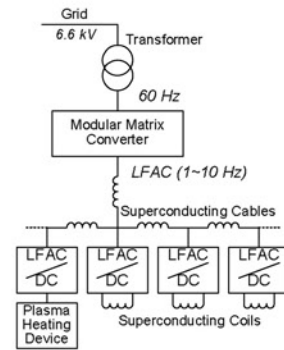 Grid
6.6 kV
Transformer
60 Hz
Modular Matrix
Converter
LFAC (1~10 Hz)
Superconducting Cables
LFAC LFAC LFAC LFAC
DC DC DC DC
Plasma
Heating
Device
Superconducting Coils